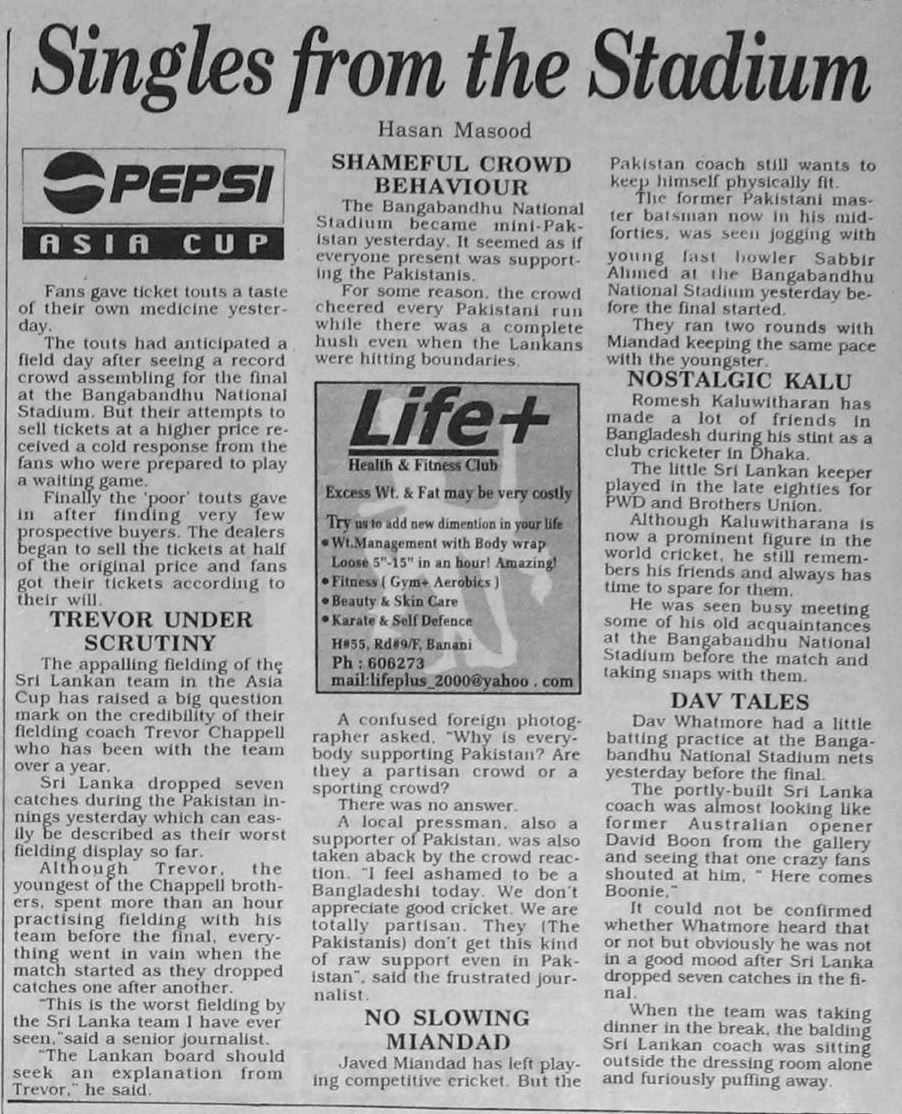 Singles from the Stadium
Hasan Masood
PEPSI
ASIA CUP
Fans gave ticket touts a taste
of their own medicine yester-
day.
The touts had anticipated a
field day after seeing a record
crowd assembling for the final
at the Bangabandhu National
Stadium. But their attempts to
sell tickets at a higher price re-
ceived a cold response from the
fans who were prepared to play
a waiting game.
Finally the 'poor' touts gave
in after finding very few
prospective buyers. The dealers
began to sell the tickets at half
of the original price and fans
got their tickets according to
their will.
TREVOR UNDER
SCRUTINY
The appalling fielding of the
Sri Lankan team in the Asia
Cup has raised a big question
mark on the credibility of their
fielding coach Trevor Chappell
who has been with the team
over a year.
Sri Lanka dropped seven
catches during the Pakistan in-
nings yesterday which can eas-
ily be described as their worst
fielding display so far.
Although Trevor, the
youngest of the Chappell broth-
ers, spent more than an hour
practising fielding with his
team before the final, every-
thing went in vain when the
match started as they dropped
catches one after another.
"This is the worst fielding by
the Sri Lanka team I have ever
seen,"said a senior journalist.
"The Lankan board should
seek an explanation from
Trevor," he said.
SHAMEFUL CROWD
BEHAVIOUR
The Bangabandhu National
Stadium became mini-Pak-
istan yesterday. It seemed as if
everyone present was support-
ing the Pakistanis.
For some reason, the crowd
cheered every Pakistani run
while there was a complete
hush even when the Lankans
were hitting boundaries.
Life+
Health & Fitness Club
Excess Wt. & Fat may be very costly
Try us to add new dimention in your life
• Wt.Management with Body wrap
Loose 5"-15" in an hour! Amazing!
• Fitness ( Gym+ Aerobics )
• Beauty & Skin Care
• Karate & Self Defence
H#55, Rd#9/F, Banani
Ph : 606273
mail:lifeplus_2000@yahoo . com
A confused foreign photog-
rapher asked, "Why is every-
body supporting Pakistan? Are
they a partisan crowd or a
sporting crowd?
There was no answer.
A local pressman, also a
supporter of Pakistan, was also
taken aback by the crowd reac-
tion. "I feel ashamed to be a
Bangladeshi today. We don't
appreciate good cricket. We are
totally partisan. They (The
Pakistanis) don't get this kind
of raw support even in Pak-
istan", said the frustrated jour-
nalist.
NO SLOWING
MIANDAD
Javed Miandad has left play-
ing competitive cricket. But the
Pakistan coach still wants to
keep himself physically fit.
The former Pakistani mas-
ter batsman now in his mid-
forties, was seen jogging with
young fast bowler Sabbir
Ahmed at the Bangabandhu
National Stadium yesterday be-
fore the final started.
They ran two rounds with
Miandad keeping the same pace
with the youngster.
NOSTALGIC KALU
Romesh Kaluwitharan has
made a lot of friends in
Bangladesh during his stint as a
club cricketer in Dhaka.
The little Sri Lankan keeper
played in the late eighties for
PWD and Brothers Union.
Although Kaluwitharana is
now a prominent figure in the
world cricket, he still remem-
bers his friends and always has
time to spare for them.
He was seen busy meeting
some of his old acquaintances
at the Bangabandhu National
Stadium before the match and
taking snaps with them.
DAV TALES
Dav Whatmore had a little
batting practice at the Banga-
bandhu National Stadium nets
yesterday before the final.
The portly-built Sri Lanka
coach was almost looking like
former Australian opener
David Boon from the gallery
and seeing that one crazy fans
shouted at him, " Here comes
Boonie,"
It could not be confirmed
whether Whatmore heard that
or not but obviously he was not
in a good mood after Sri Lanka
dropped seven catches in the fi-
nal.
When the team was taking
dinner in the break, the balding
Sri Lankan coach was sitting
outside the dressing room alone
and furiously puffing away.